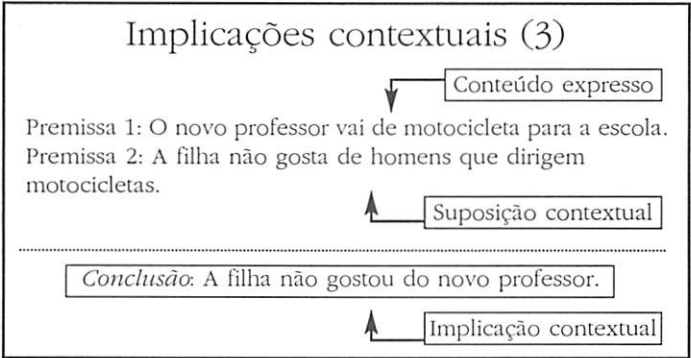 Implicações contextuais (3)
Conteúdo expresso
Premissa 1: O novo professor vai de motocicleta para a escola.
Premissa 2: A filha não gosta de homens que dirigem
motocicletas.
Suposição contextual
Conclusão: A filha não gostou do novo professor.
Implicação contextual